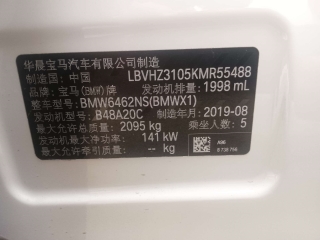 华晨宝马汽车有限公司制造
制造国：中国 LBVHZ3105KMR55488
品牌：宝马(BMW)牌 发动机排量：1998 mL
整车型号：BMW6462NS(BMWX1)
发动机型号：B48A20C 制造年月：2019-08
最大允许总质量：2095 kg 乘坐人数：5
发动机最大净功率：141 kW
最大允许牵引质量：-- kg